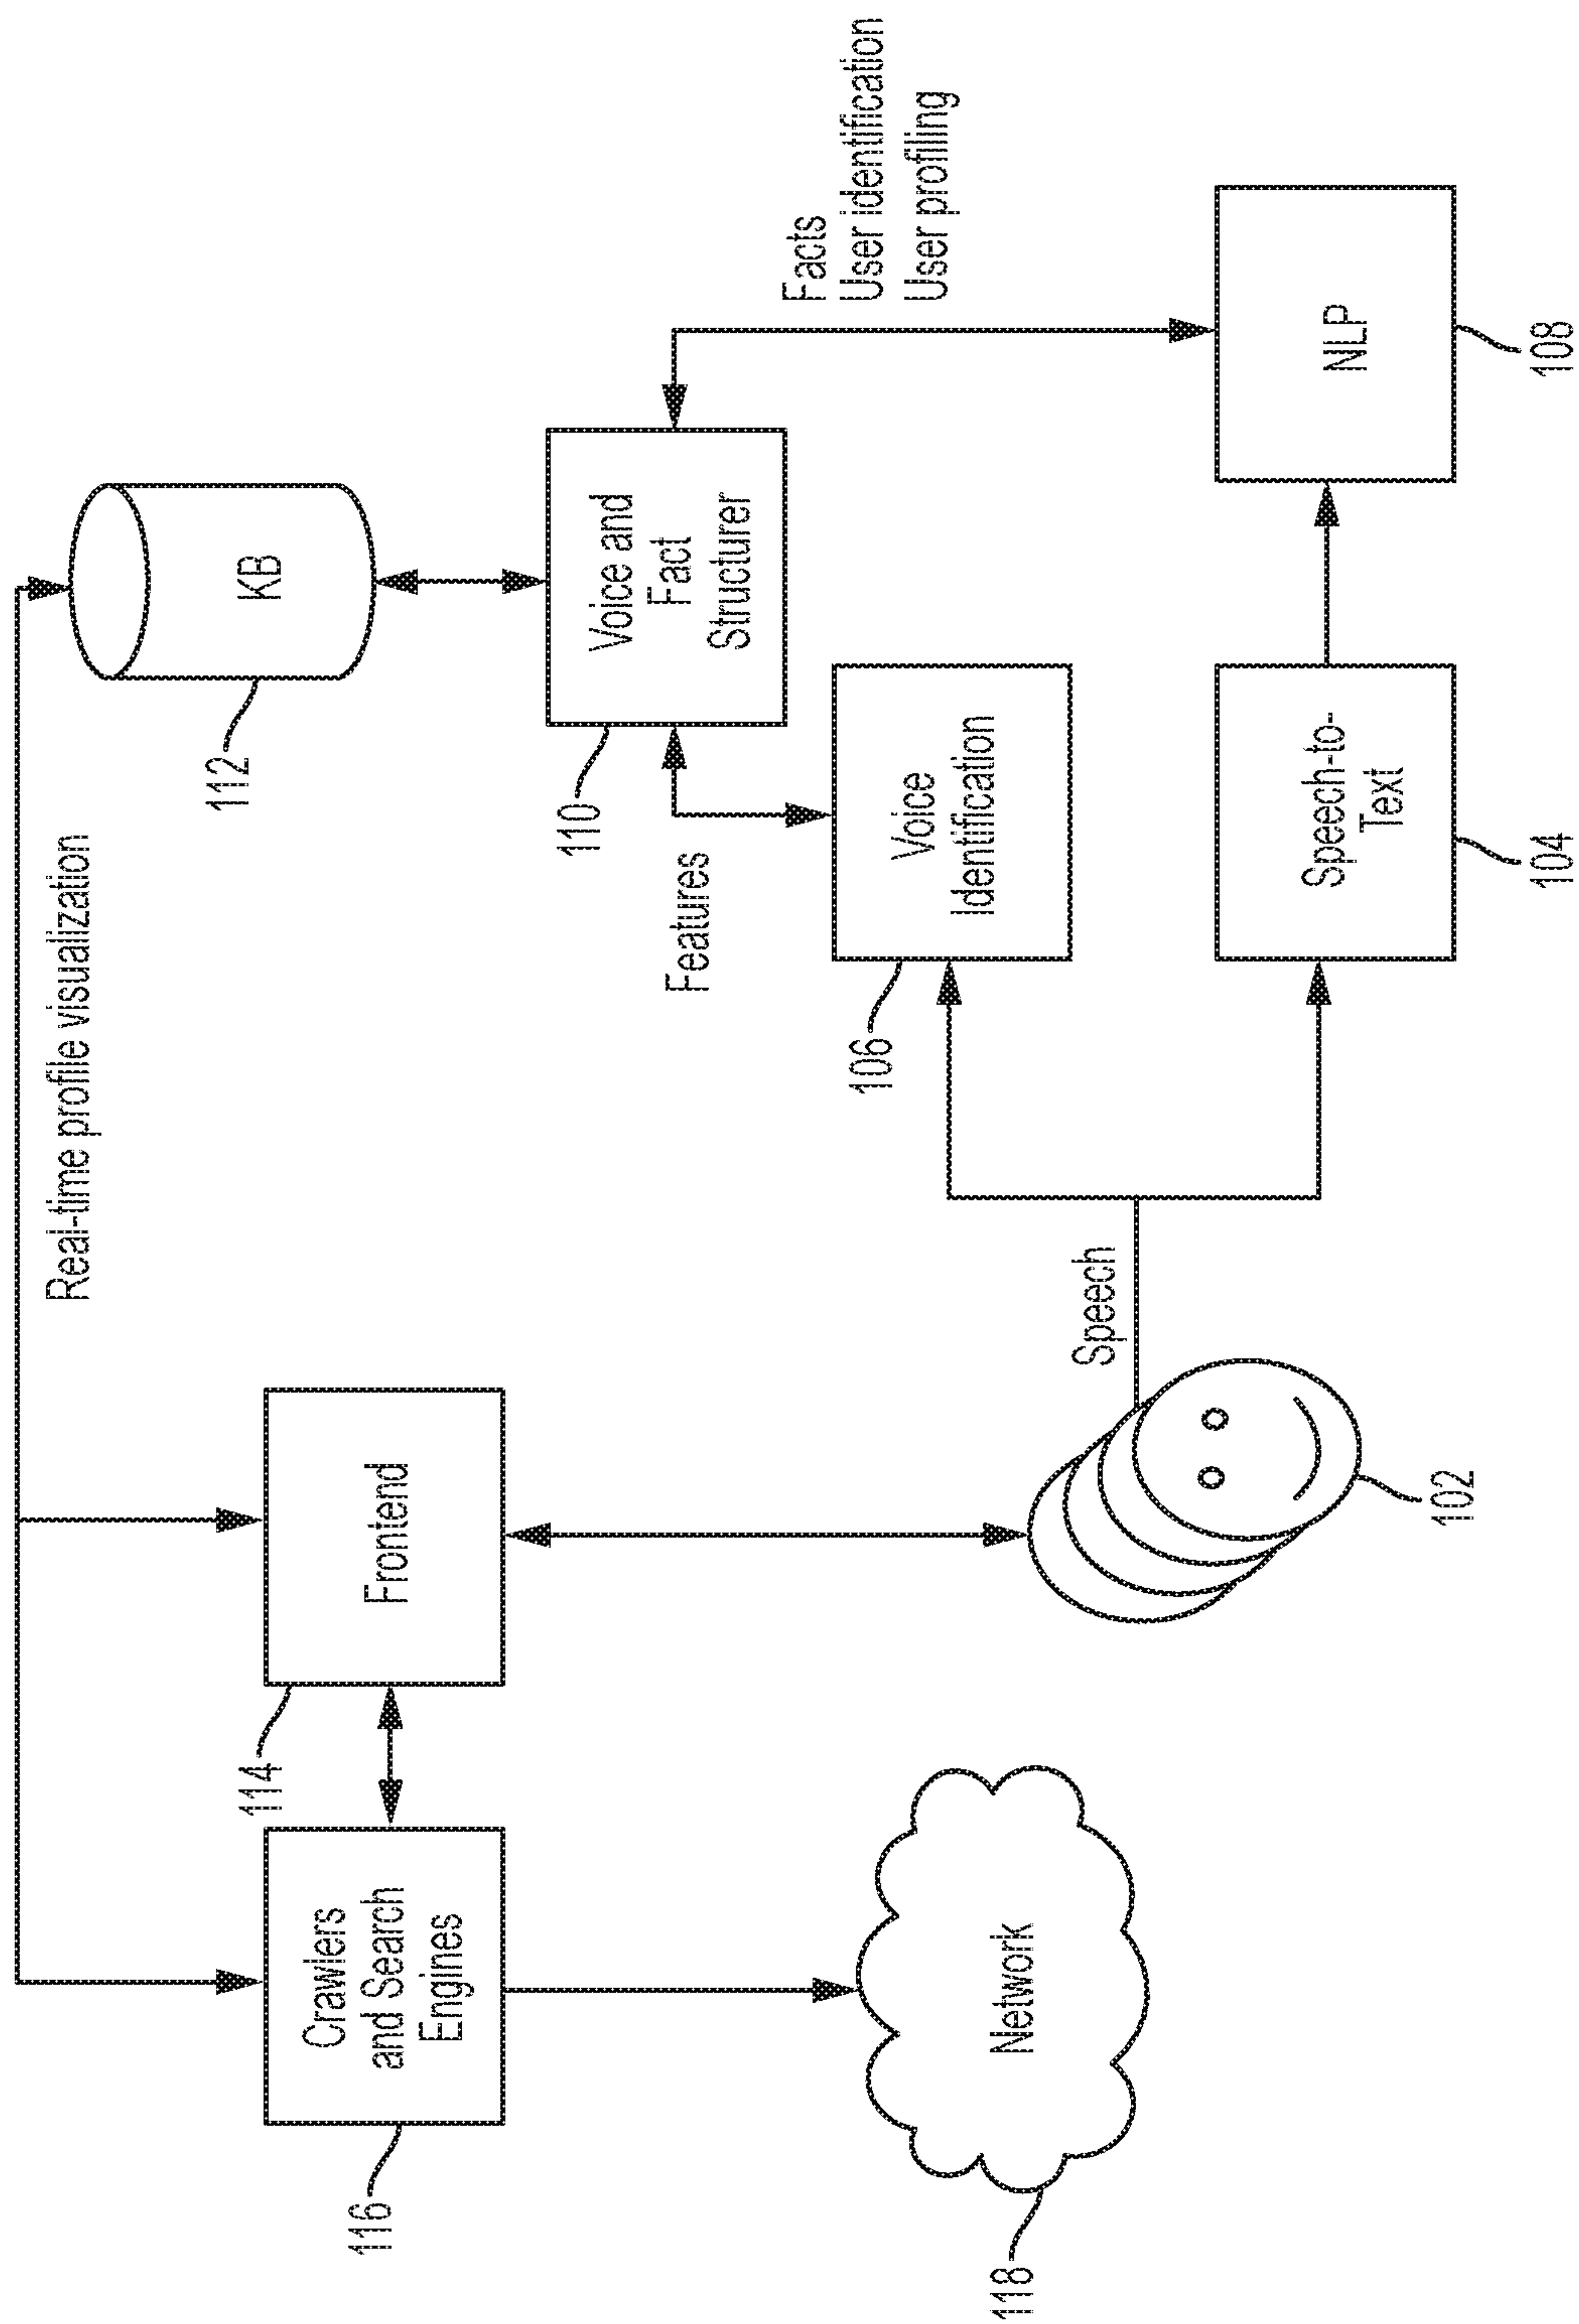 Real-time profile visualization
112
KB
116
Crawlers
and Search
Engines
114
Frontend
110
Voice and
Fact
Structurer
Features
Facts
User identification
User profiling
106
Voice
Identification
118
Network
Speech
102
Speech-to-
Text
104
NLP
108